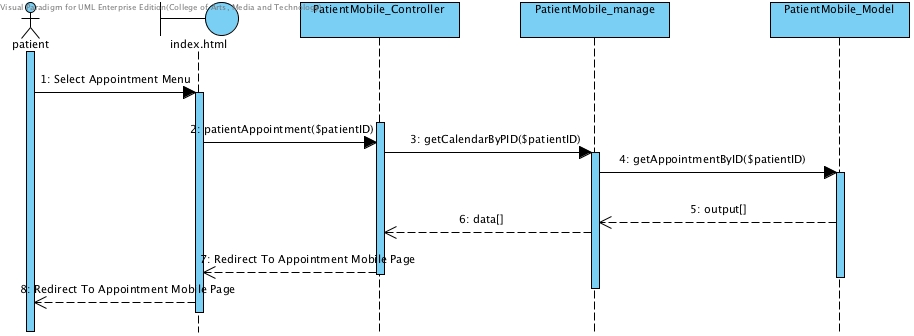 Visual Paradigm for UML Enterprise Edition(College of Arts, Media and Technolog
PatientMobile_Controller
PatientMobile_manage
PatientMobile_Model
patient
index.html
1: Select Appointment Menu
2: patientAppointment($patientID)
3: getCalendarByPID($patientID)
4: getAppointmentByID($patientID)
5: output[]
6: data[]
7: Redirect To Appointment Mobile Page
8: Redirect To Appointment Mobile Page